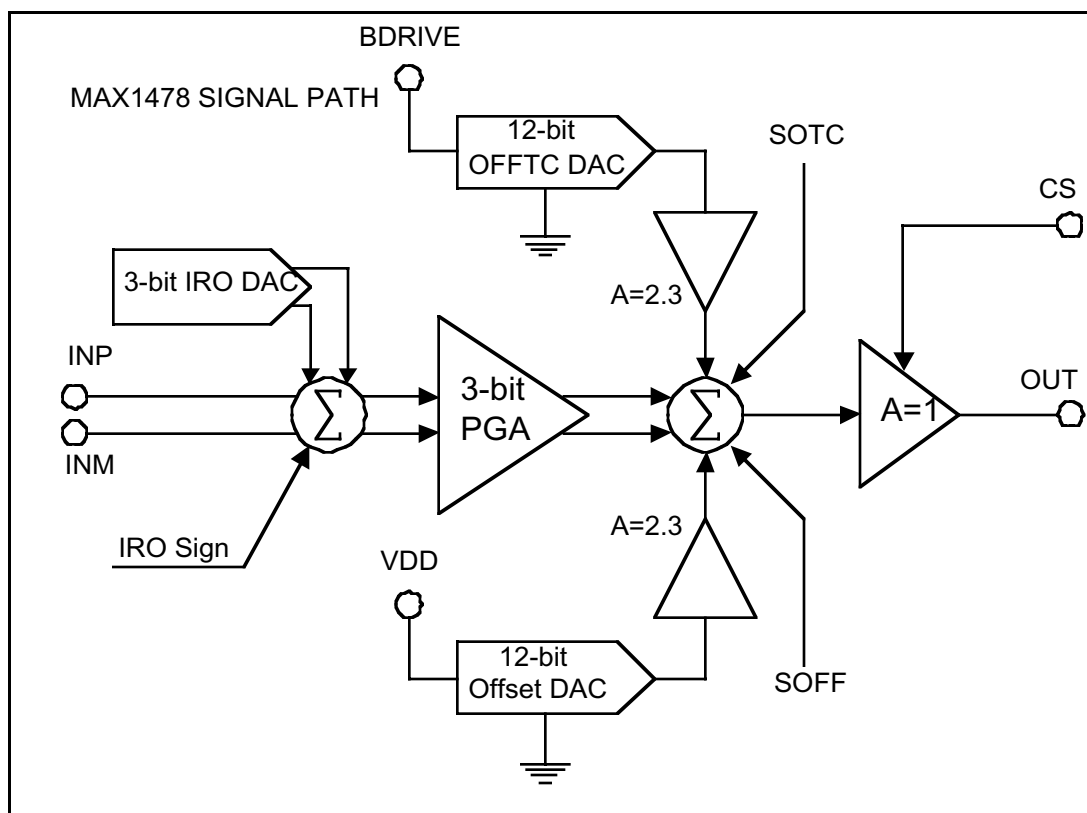 BDRIVE
MAX1478 SIGNAL PATH
12-bit
OFFTC DAC
SOTC
CS
3-bit IRO DAC
A=2.3
INP
INM
Σ
3-bit
PGA
Σ
A=1
OUT
IRO Sign
A=2.3
VDD
12-bit
Offset DAC
SOFF